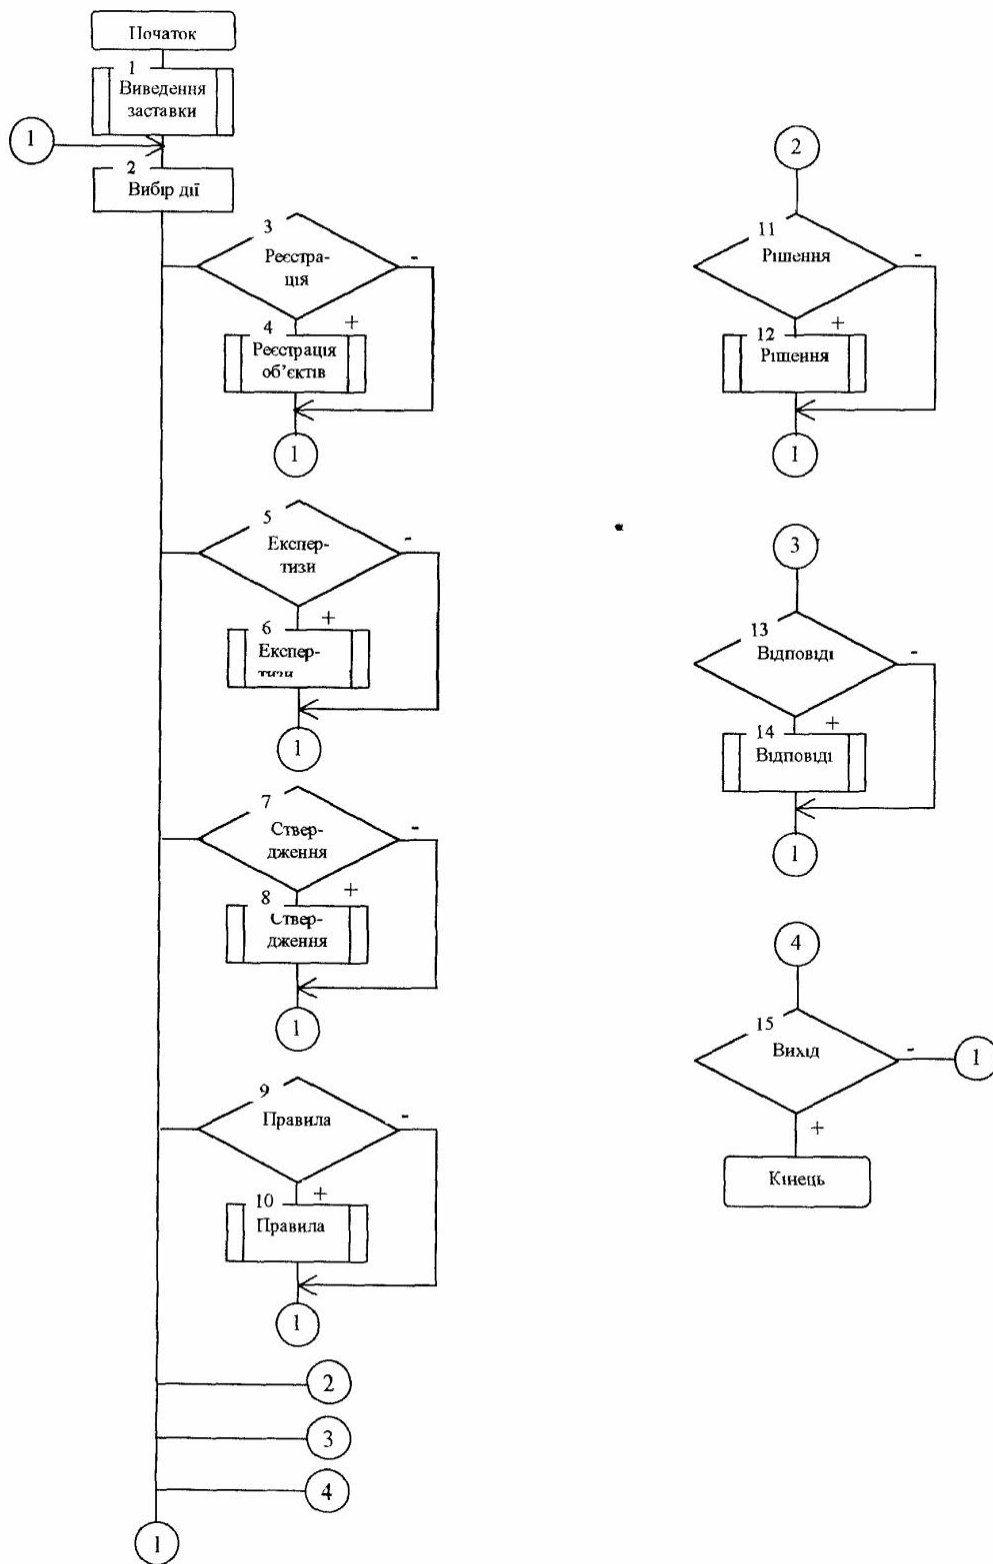 Початок
1
Виведення
заставки
1
2
Вибір дії
3
Реєстра-
ція
-
+
4
Реєстрація
об’єктів
1
5
Експер-
тизи
-
+
6
Експер-
тизи
1
7
Ствер-
дження
-
+
8
Ствер-
дження
1
9
Правила
-
+
10
Правила
1
2
3
4
1
2
11
Рішення
-
+
12
Рішення
1
3
13
Відповіді
-
+
14
Відповіді
1
4
15
Вихід
-
1
+
Кінець